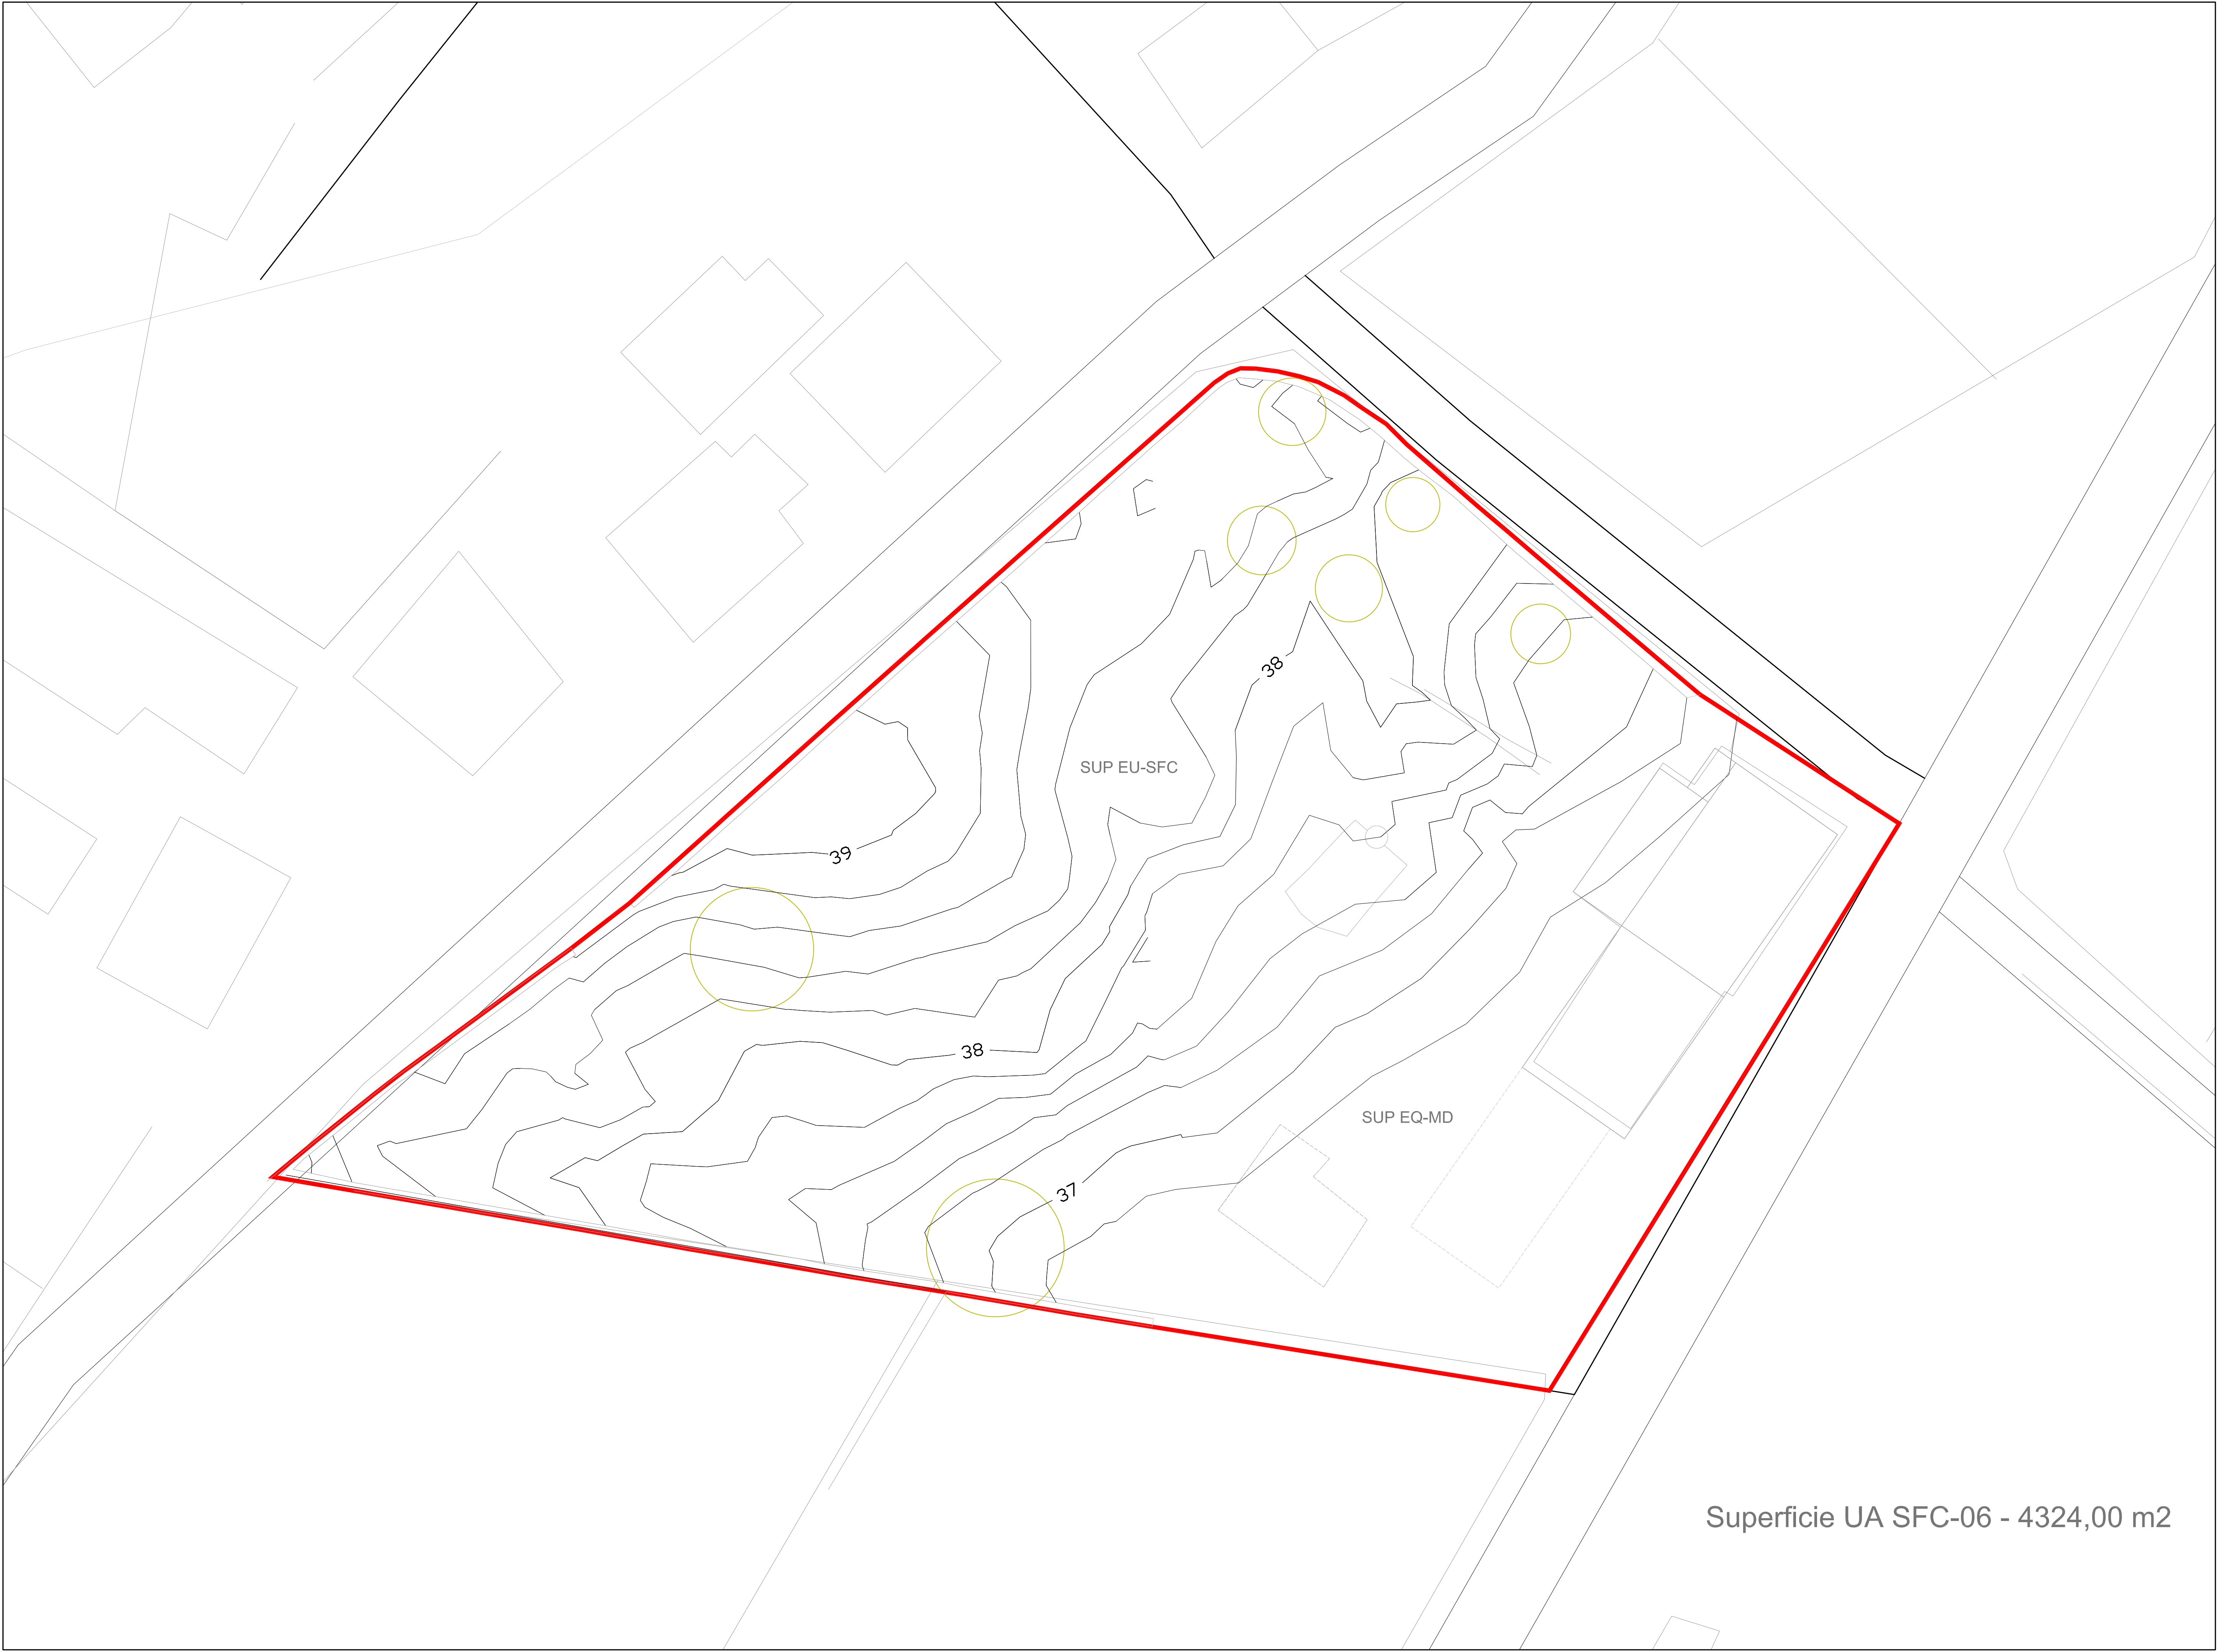 38
SUP EU-SFC
39
38
SUP EQ-MD
37
Superficie UA SFC-06 - 4324,00 m2